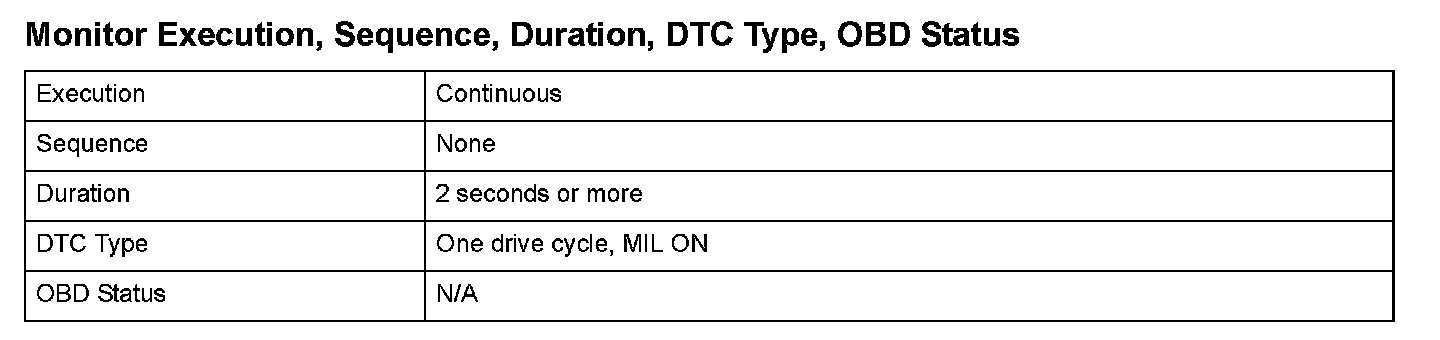 Monitor Execution, Sequence, Duration, DTC Type, OBD Status
Execution Continuous
Sequence None
Duration 2 seconds or more
DTC Type One drive cycle, MIL ON
OBD Status N/A